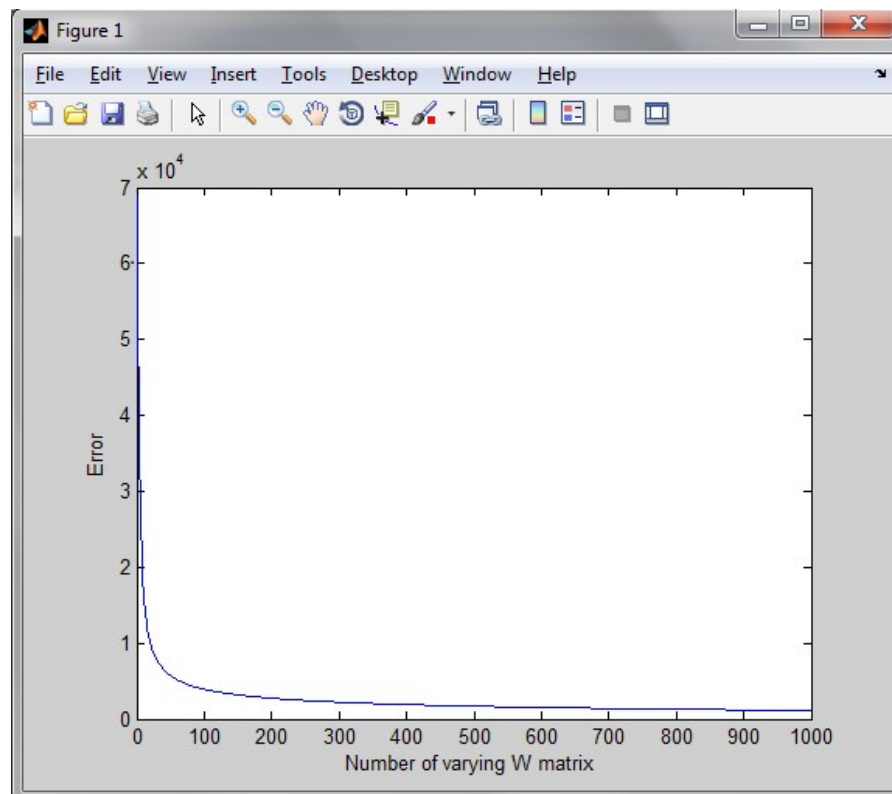 Figure 1
File Edit View Insert Tools Desktop Window Help
x 10^4
7
6
5
4
3
2
1
0
Error
0 100 200 300 400 500 600 700 800 900 1000
Number of varying W matrix